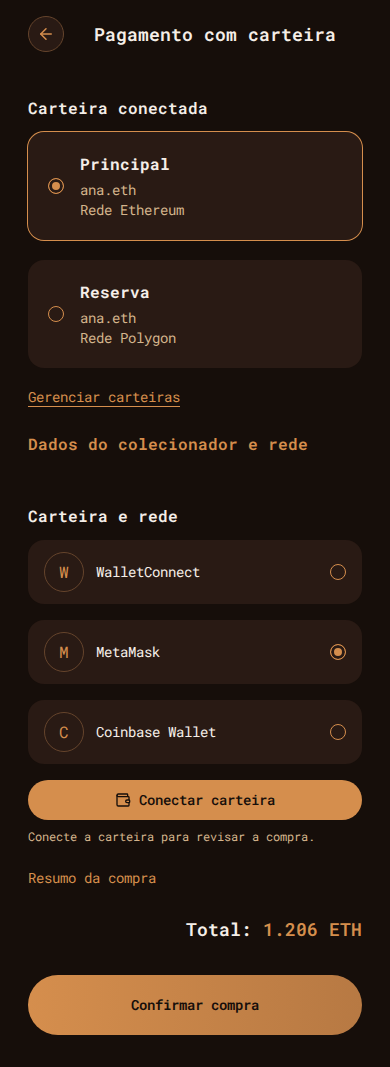 Pagamento com carteira
Carteira conectada
Principal
ana.eth
Rede Ethereum
Reserva
ana.eth
Rede Polygon
Gerenciar carteiras
Dados do colecionador e rede
Carteira e rede
W WalletConnect
M MetaMask
C Coinbase Wallet
Conectar carteira
Conecte a carteira para revisar a compra.
Resumo da compra
Total: 1.206 ETH
Confirmar compra